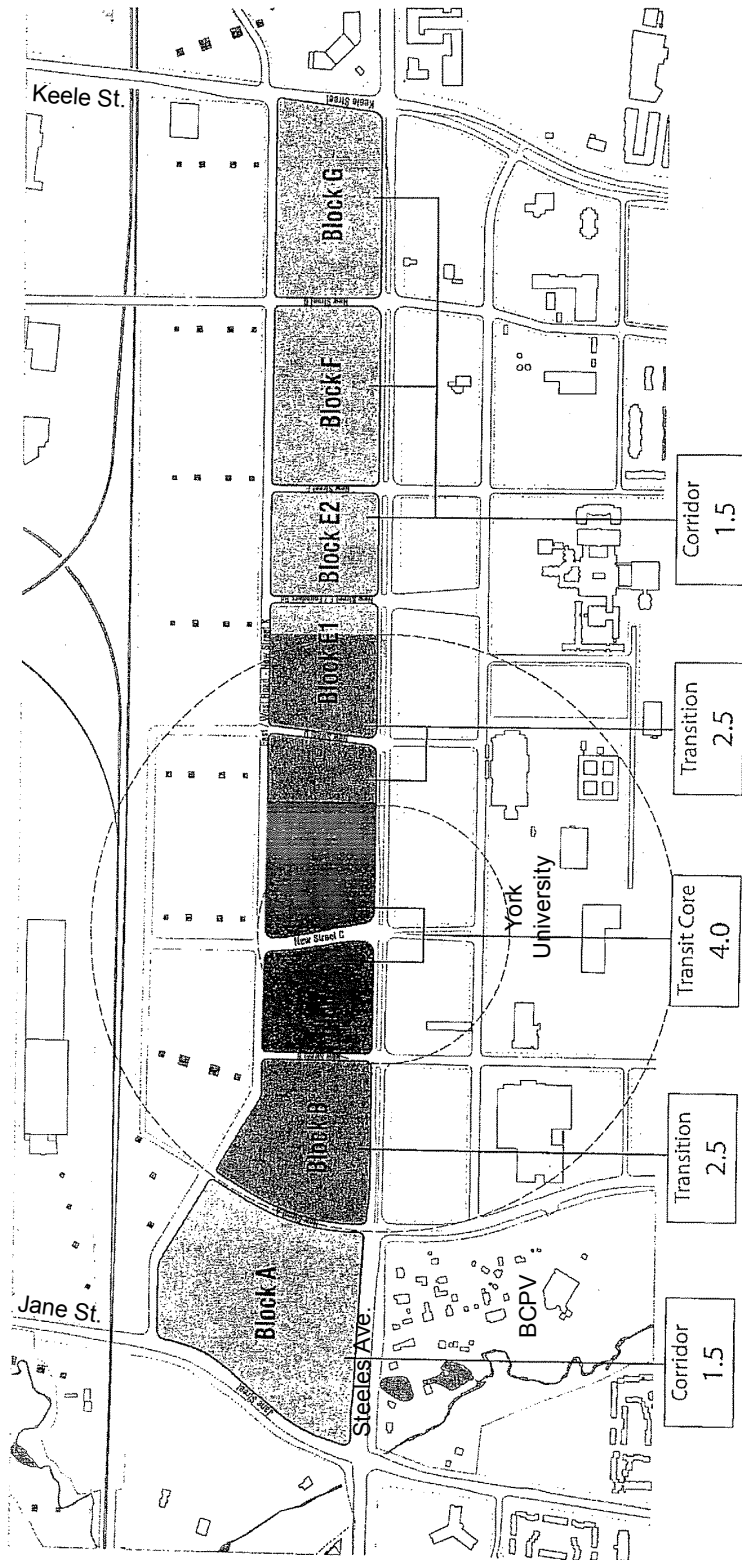 Keele St.
Keele Street
Block G
New Street G
Block F
New Street F
Block E2
Block E1
New Street C
Block B
Block A
Jane St.
Jane Street
Steeles Ave.
York
University
BCPV
Corridor
1.5
Transition
2.5
Transit Core
4.0
Transition
2.5
Corridor
1.5